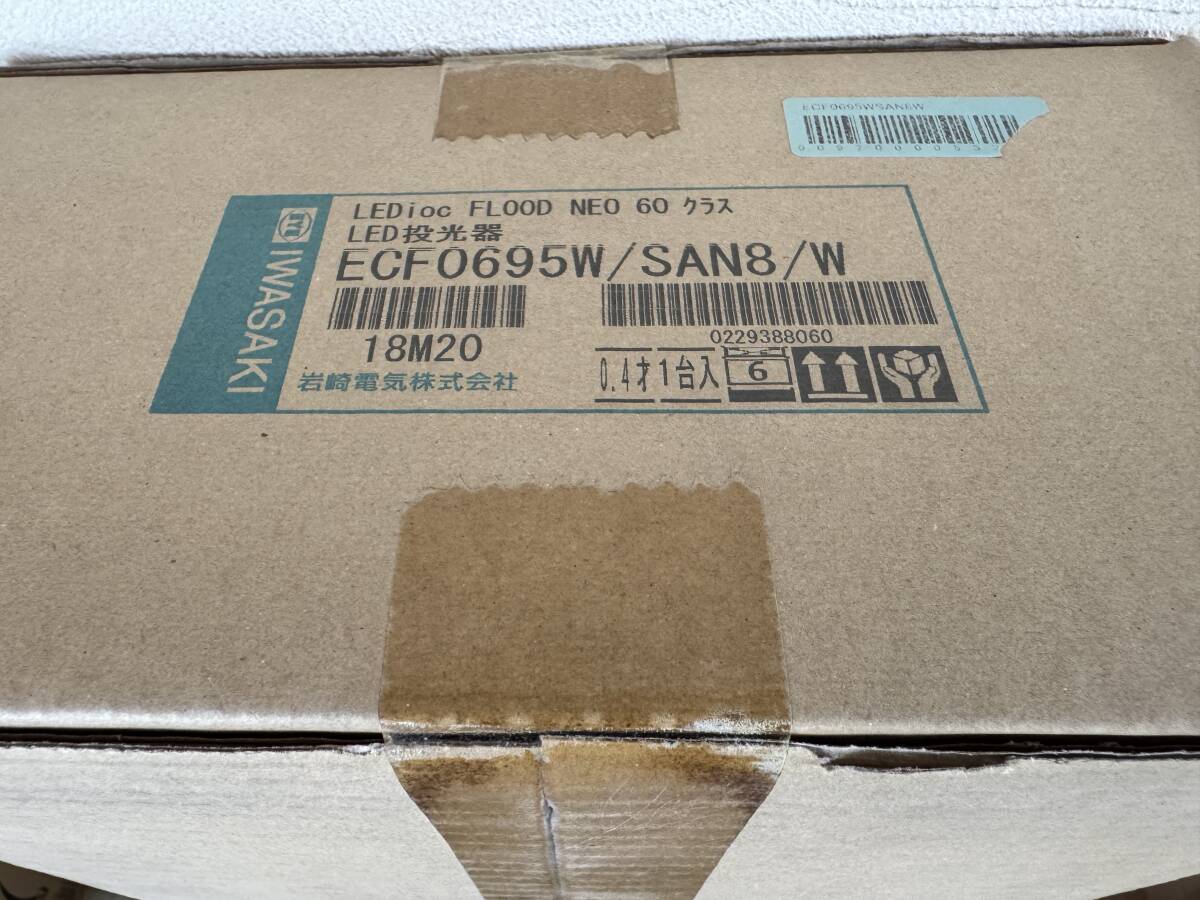 ECF0695WSAN8W
IWASAKI
LEDioc FLOOD NEO 60 クラス
LED投光器
ECF0695W/SAN8/W
0229388060
18M20
0.4才 1台入 6
岩崎電気株式会社